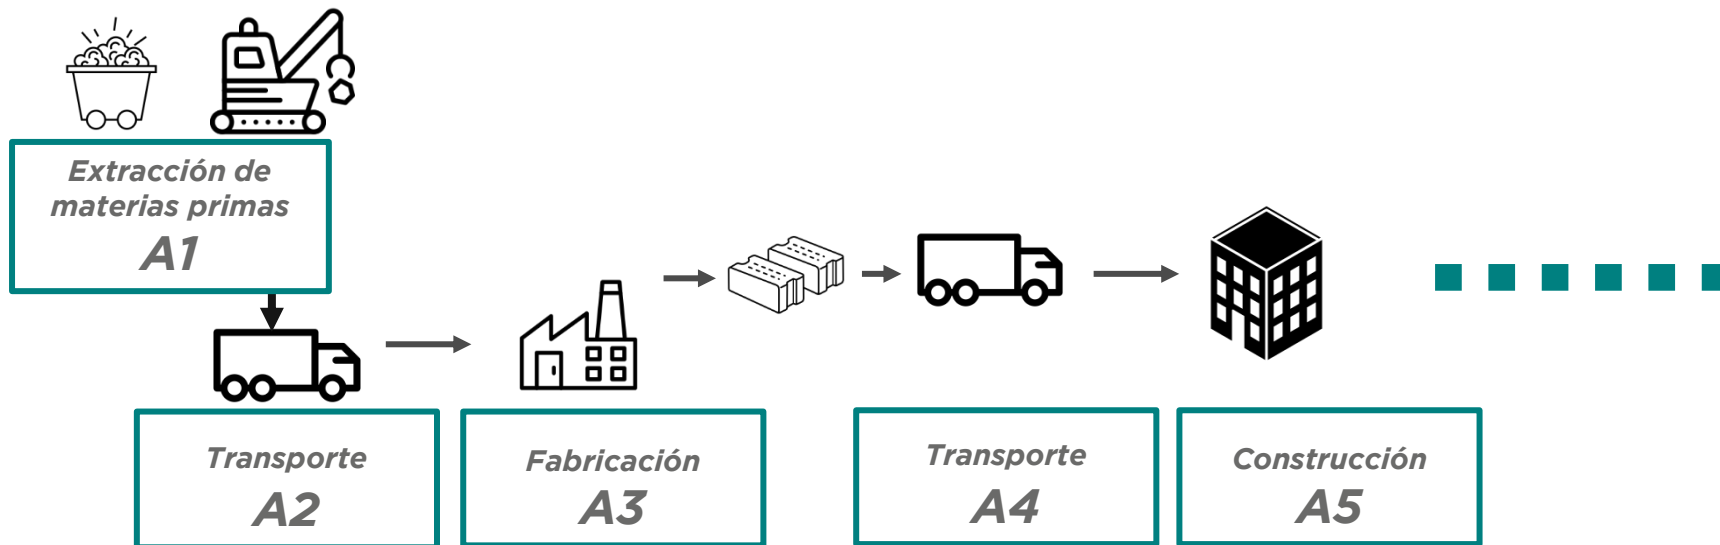 Extracción de
materias primas
A1
Transporte
A2
Fabricación
A3
Transporte
A4
Construcción
A5